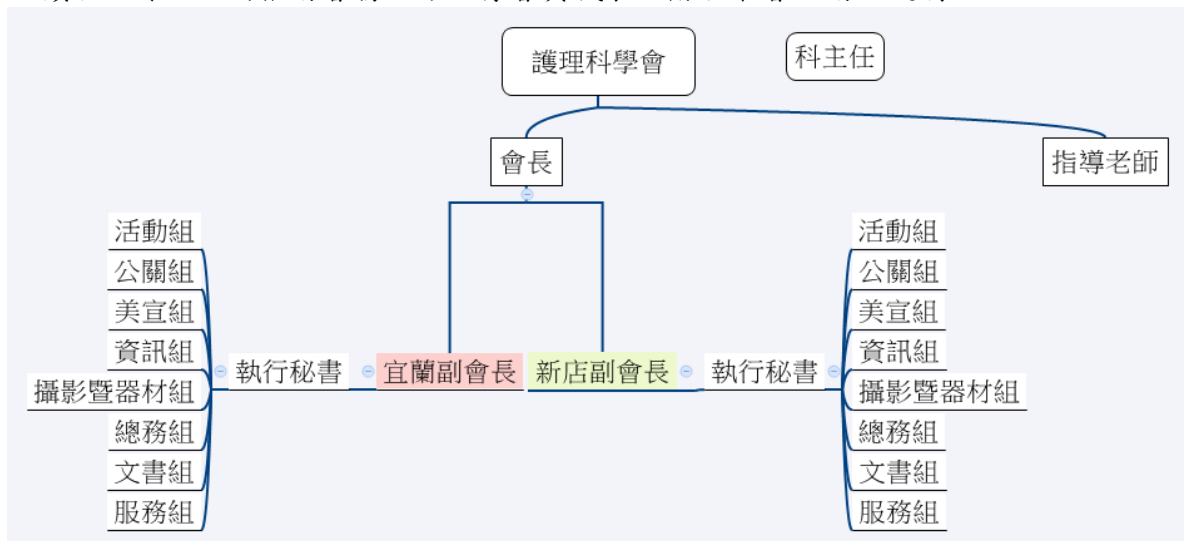 護理科學會
科主任
會長
指導老師
活動組
公關組
美宣組
資訊組
攝影暨器材組
總務組
文書組
服務組
執行秘書
宜蘭副會長
新店副會長
執行秘書
活動組
公關組
美宣組
資訊組
攝影暨器材組
總務組
文書組
服務組